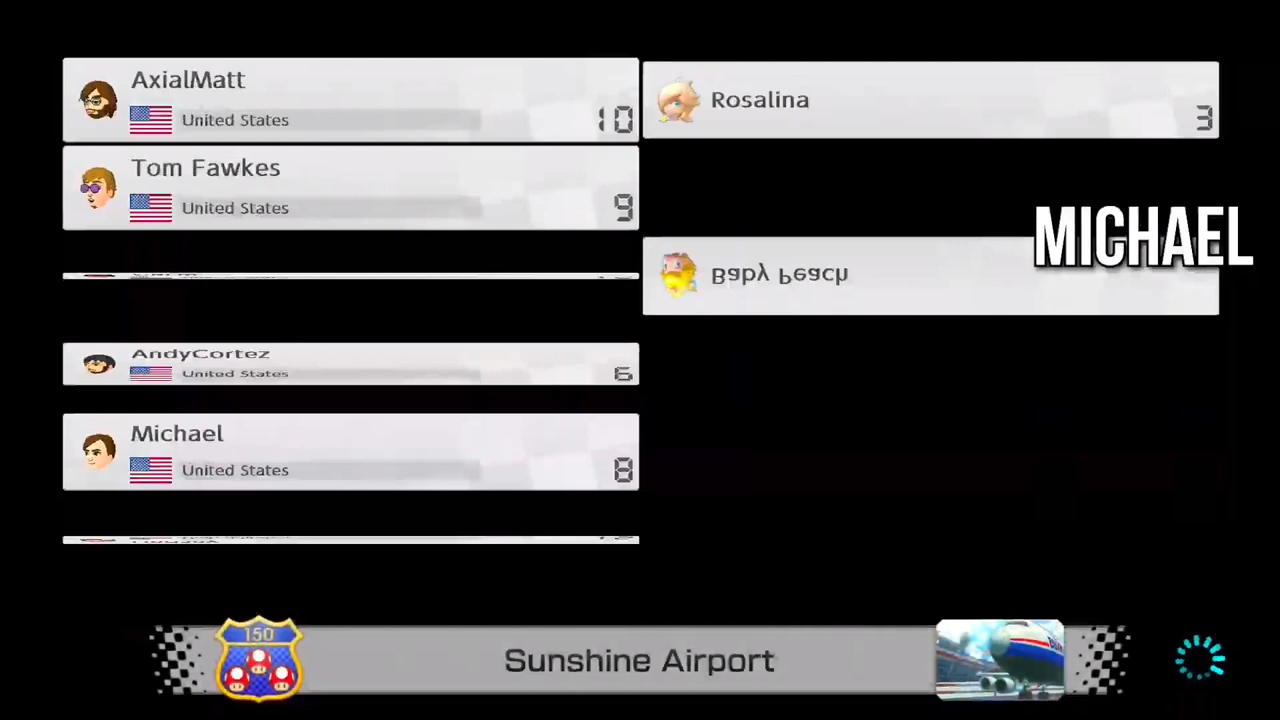 AxialMatt
United States
10
Tom Fawkes
United States
9
AndyCortez
United States
6
Michael
United States
8
Rosalina
3
MICHAEL
Baby Peach
150
Sunshine Airport